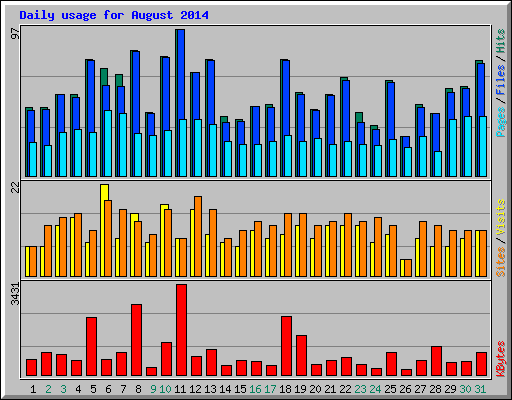 Daily usage for August 2014
97
Pages / Files / Hits
22
Sites / Visits
3431
KBytes
1 2 3 4 5 6 7 8 9 10 11 12 13 14 15 16 17 18 19 20 21 22 23 24 25 26 27 28 29 30 31